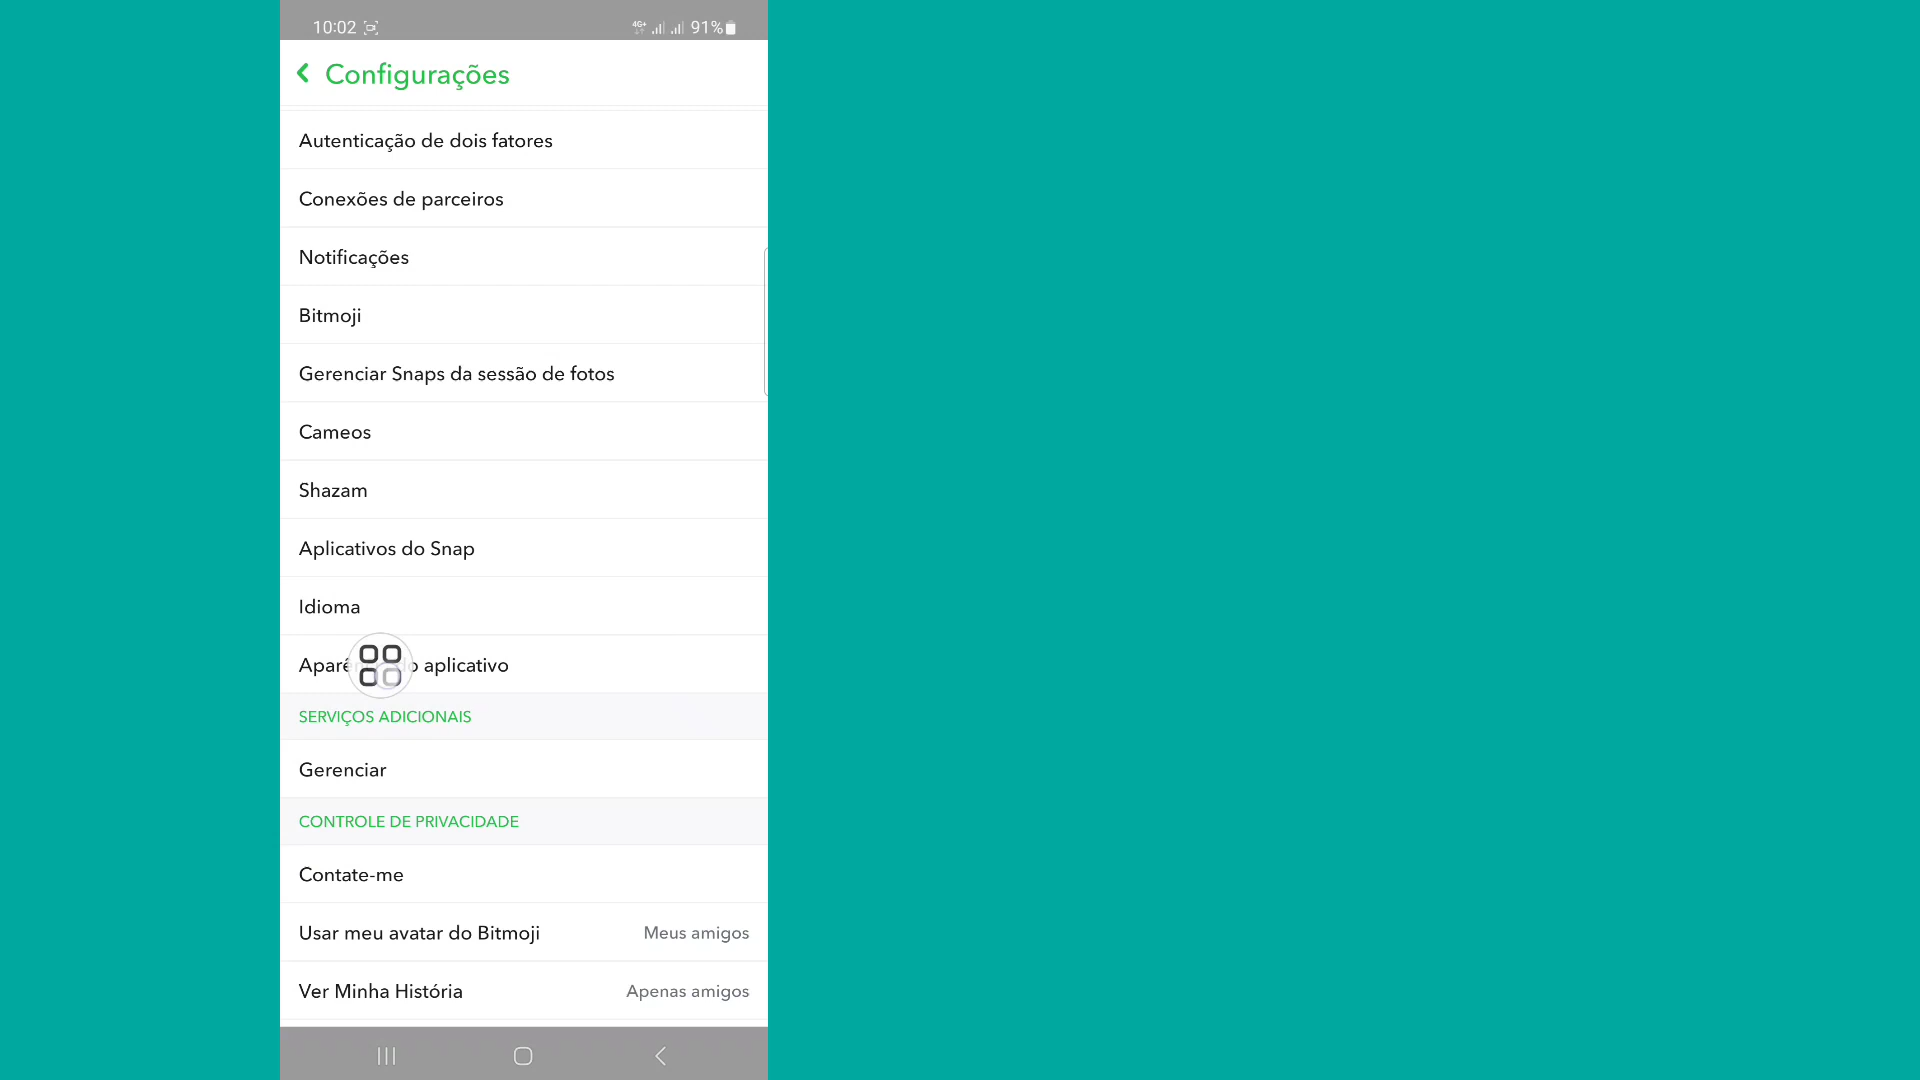 10:02 4G+ 91%
Configurações
Autenticação de dois fatores
Conexões de parceiros
Notificações
Bitmoji
Gerenciar Snaps da sessão de fotos
Cameos
Shazam
Aplicativos do Snap
Idioma
aplicativo
SERVIÇOS ADICIONAIS
Gerenciar
CONTROLE DE PRIVACIDADE
Contate-me
Usar meu avatar do Bitmoji Meus amigos
Ver Minha História Apenas amigos